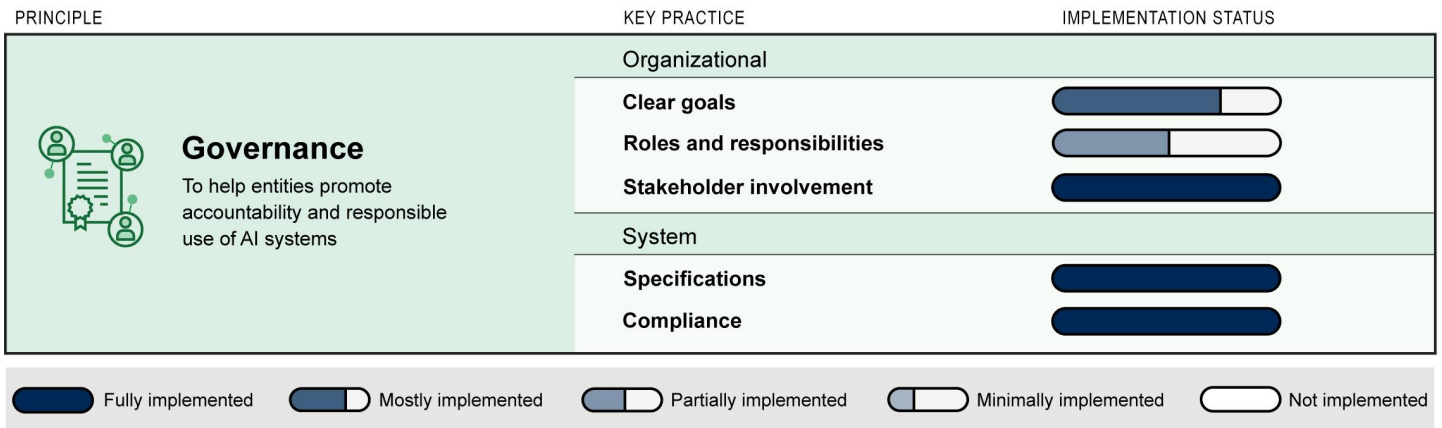 PRINCIPLE KEY PRACTICE IMPLEMENTATION STATUS
Organizational
Clear goals
Roles and responsibilities
Stakeholder involvement
Governance
To help entities promote
accountability and responsible
use of AI systems
System
Specifications
Compliance
Fully implemented Mostly implemented Partially implemented Minimally implemented Not implemented